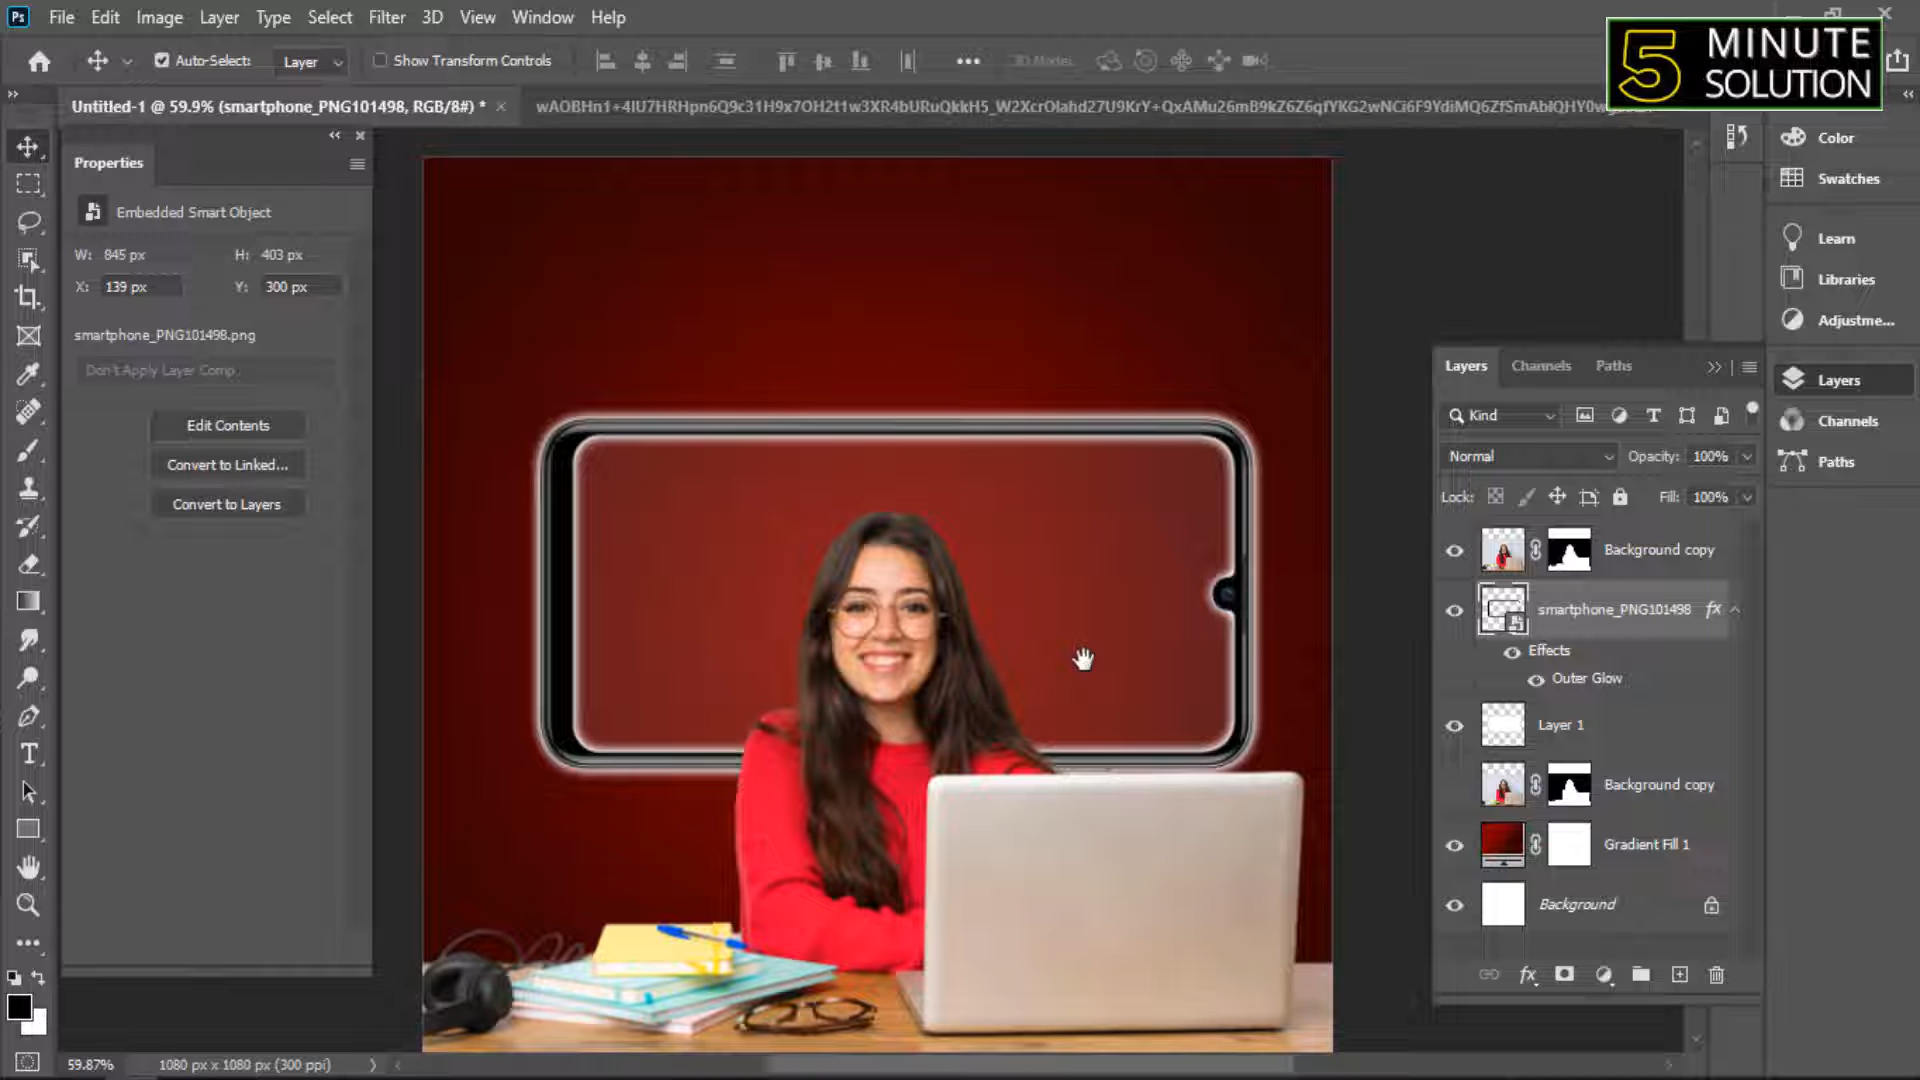 Ps File Edit Image Layer Type Select Filter 3D View Window Help
5 MINUTE SOLUTION
Auto-Select: Layer Show Transform Controls 3D Model:
Untitled-1 @ 59.9% (smartphone_PNG101498, RGB/8#) *
Properties
Embedded Smart Object
W: 845 px H: 403 px
X: 139 px Y: 300 px
smartphone_PNG101498.png
Don't Apply Layer Comp
Edit Contents
Convert to Linked...
Convert to Layers
Color
Swatches
Learn
Libraries
Adjustme...
Layers
Channels
Paths
Layers Channels Paths
Kind
Normal Opacity: 100%
Lock: Fill: 100%
Background copy
smartphone_PNG101498 fx
Effects
Outer Glow
Layer 1
Background copy
Gradient Fill 1
Background
fx
59.87% 1080 px x 1080 px (300 ppi)